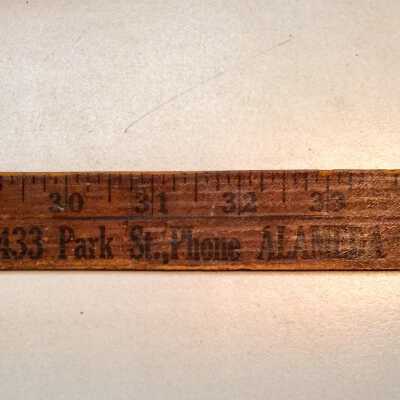 30 31 32 33
433 Park St., Phone ALAMEDA